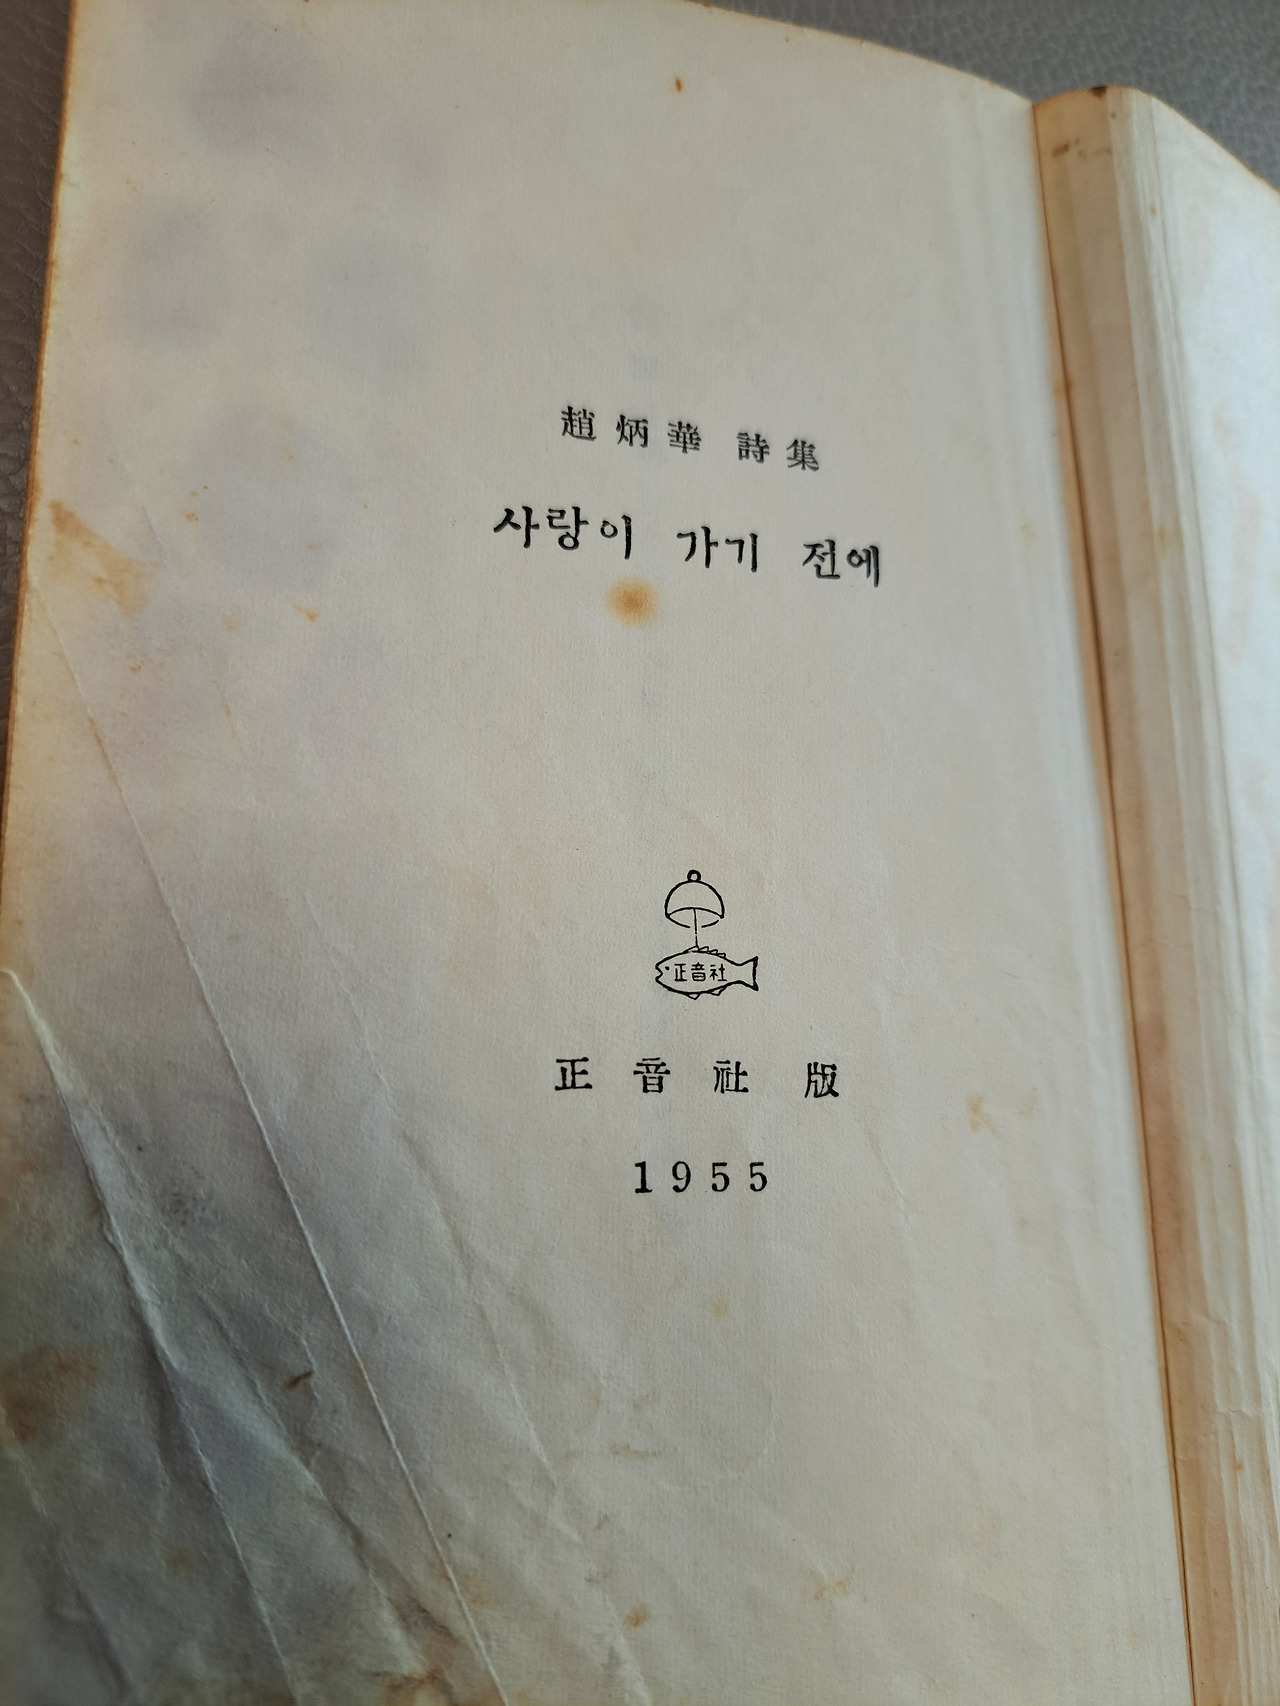 趙炳華 詩集
사랑이 가기 전에
正音社
正音社版
1955